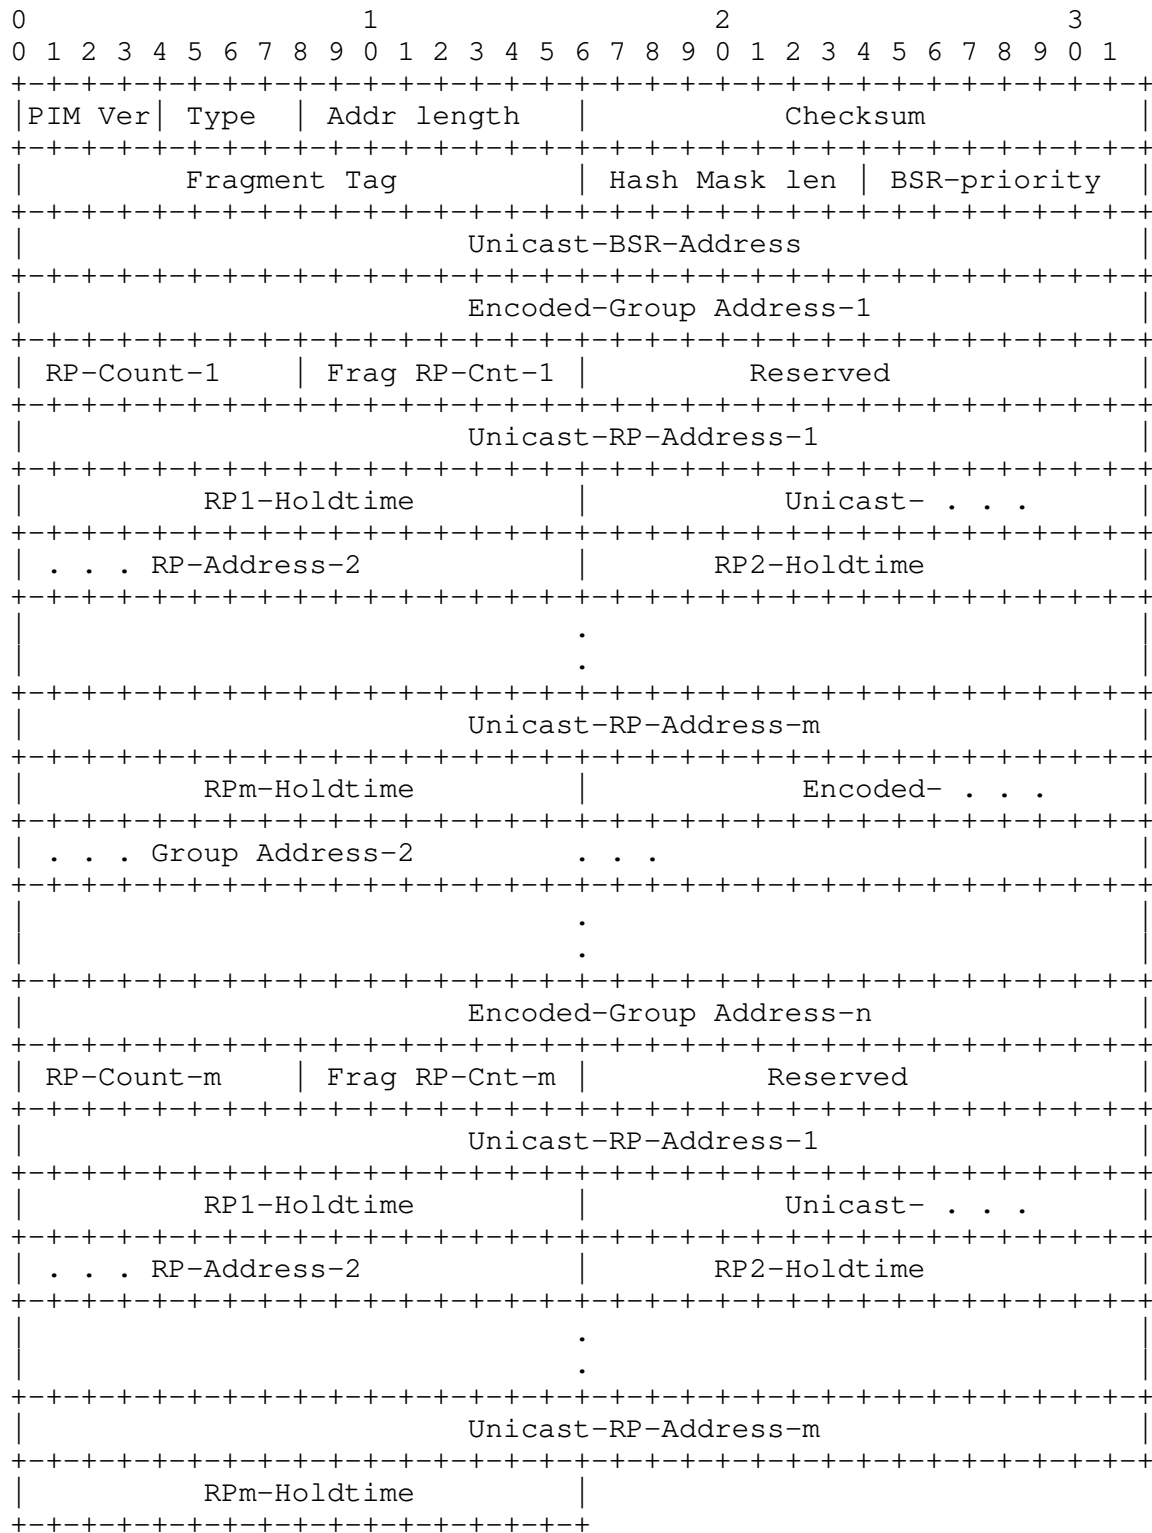 0                   1                   2                   3
0 1 2 3 4 5 6 7 8 9 0 1 2 3 4 5 6 7 8 9 0 1 2 3 4 5 6 7 8 9 0 1
+-+-+-+-+-+-+-+-+-+-+-+-+-+-+-+-+-+-+-+-+-+-+-+-+-+-+-+-+-+-+-+-+
|PIM Ver| Type  | Addr length   |           Checksum            |
+-+-+-+-+-+-+-+-+-+-+-+-+-+-+-+-+-+-+-+-+-+-+-+-+-+-+-+-+-+-+-+-+
|         Fragment Tag          | Hash Mask len | BSR-priority  |
+-+-+-+-+-+-+-+-+-+-+-+-+-+-+-+-+-+-+-+-+-+-+-+-+-+-+-+-+-+-+-+-+
|                         Unicast-BSR-Address                   |
+-+-+-+-+-+-+-+-+-+-+-+-+-+-+-+-+-+-+-+-+-+-+-+-+-+-+-+-+-+-+-+-+
|                         Encoded-Group Address-1               |
+-+-+-+-+-+-+-+-+-+-+-+-+-+-+-+-+-+-+-+-+-+-+-+-+-+-+-+-+-+-+-+-+
| RP-Count-1    | Frag RP-Cnt-1 |         Reserved              |
+-+-+-+-+-+-+-+-+-+-+-+-+-+-+-+-+-+-+-+-+-+-+-+-+-+-+-+-+-+-+-+-+
|                         Unicast-RP-Address-1                  |
+-+-+-+-+-+-+-+-+-+-+-+-+-+-+-+-+-+-+-+-+-+-+-+-+-+-+-+-+-+-+-+-+
|          RP1-Holdtime         |           Unicast- . . .      |
+-+-+-+-+-+-+-+-+-+-+-+-+-+-+-+-+-+-+-+-+-+-+-+-+-+-+-+-+-+-+-+-+
| . . . RP-Address-2            |       RP2-Holdtime            |
+-+-+-+-+-+-+-+-+-+-+-+-+-+-+-+-+-+-+-+-+-+-+-+-+-+-+-+-+-+-+-+-+
|                               .                               |
|                               .                               |
+-+-+-+-+-+-+-+-+-+-+-+-+-+-+-+-+-+-+-+-+-+-+-+-+-+-+-+-+-+-+-+-+
|                         Unicast-RP-Address-m                  |
+-+-+-+-+-+-+-+-+-+-+-+-+-+-+-+-+-+-+-+-+-+-+-+-+-+-+-+-+-+-+-+-+
|          RPm-Holdtime         |            Encoded- . . .     |
+-+-+-+-+-+-+-+-+-+-+-+-+-+-+-+-+-+-+-+-+-+-+-+-+-+-+-+-+-+-+-+-+
| . . . Group Address-2         . . .                           |
+-+-+-+-+-+-+-+-+-+-+-+-+-+-+-+-+-+-+-+-+-+-+-+-+-+-+-+-+-+-+-+-+
|                               .                               |
|                               .                               |
+-+-+-+-+-+-+-+-+-+-+-+-+-+-+-+-+-+-+-+-+-+-+-+-+-+-+-+-+-+-+-+-+
|                         Encoded-Group Address-n               |
+-+-+-+-+-+-+-+-+-+-+-+-+-+-+-+-+-+-+-+-+-+-+-+-+-+-+-+-+-+-+-+-+
| RP-Count-m    | Frag RP-Cnt-m |          Reserved             |
+-+-+-+-+-+-+-+-+-+-+-+-+-+-+-+-+-+-+-+-+-+-+-+-+-+-+-+-+-+-+-+-+
|                         Unicast-RP-Address-1                  |
+-+-+-+-+-+-+-+-+-+-+-+-+-+-+-+-+-+-+-+-+-+-+-+-+-+-+-+-+-+-+-+-+
|          RP1-Holdtime         |           Unicast- . . .      |
+-+-+-+-+-+-+-+-+-+-+-+-+-+-+-+-+-+-+-+-+-+-+-+-+-+-+-+-+-+-+-+-+
| . . . RP-Address-2            |       RP2-Holdtime            |
+-+-+-+-+-+-+-+-+-+-+-+-+-+-+-+-+-+-+-+-+-+-+-+-+-+-+-+-+-+-+-+-+
|                               .                               |
|                               .                               |
+-+-+-+-+-+-+-+-+-+-+-+-+-+-+-+-+-+-+-+-+-+-+-+-+-+-+-+-+-+-+-+-+
|                         Unicast-RP-Address-m                  |
+-+-+-+-+-+-+-+-+-+-+-+-+-+-+-+-+-+-+-+-+-+-+-+-+-+-+-+-+-+-+-+-+
|          RPm-Holdtime         |
+-+-+-+-+-+-+-+-+-+-+-+-+-+-+-+-+